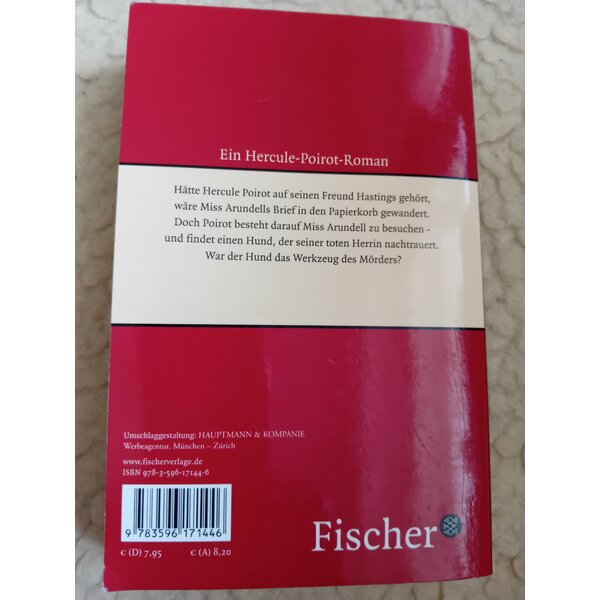 Ein Hercule-Poirot-Roman
Hätte Hercule Poirot auf seinen Freund Hastings gehört,
wäre Miss Arundells Brief in den Papierkorb gewandert.
Doch Poirot besteht darauf Miss Arundell zu besuchen -
und findet einen Hund, der seiner toten Herrin nachtrauert.
War der Hund das Werkzeug des Mörders?
Umschlaggestaltung: HAUPTMANN & KOMPANIE
Werbeagentur, München – Zürich
www.fischerverlage.de
ISBN 978-3-596-17144-6
9 783596 171446
€ (D) 7,95 € (A) 8,20
Fischer